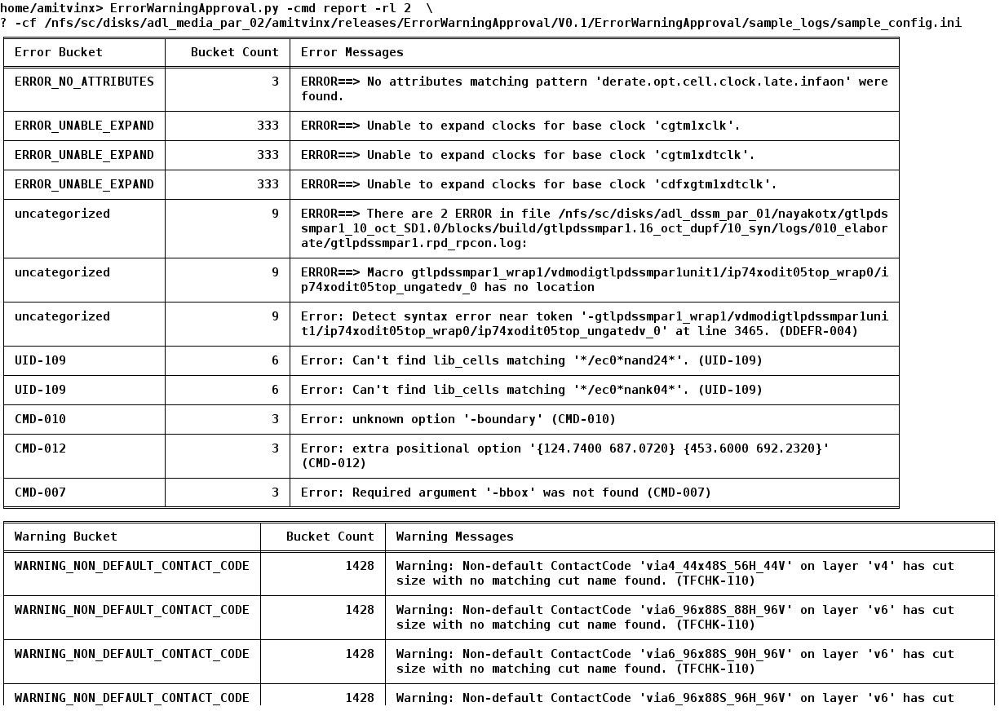 home/amitvinx> ErrorWarningApproval.py -cmd report -rl 2  \
? -cf /nfs/sc/disks/adl_media_par_02/amitvinx/releases/ErrorWarningApproval/V0.1/ErrorWarningApproval/sample_logs/sample_config.ini
Error Bucket Bucket Count Error Messages
ERROR_NO_ATTRIBUTES 3 ERROR==> No attributes matching pattern 'derate.opt.cell.clock.late.infaon' were
found.
ERROR_UNABLE_EXPAND 333 ERROR==> Unable to expand clocks for base clock 'cgtm1xclk'.
ERROR_UNABLE_EXPAND 333 ERROR==> Unable to expand clocks for base clock 'cgtm1xdtclk'.
ERROR_UNABLE_EXPAND 333 ERROR==> Unable to expand clocks for base clock 'cdfxgtm1xdtclk'.
uncategorized 9 ERROR==> There are 2 ERROR in file /nfs/sc/disks/adl_dssm_par_01/nayakotx/gtlpds
smpar1_10_oct_SD1.0/blocks/build/gtlpdssmpar1.16_oct_dupf/10_syn/logs/010_elabor
ate/gtlpdssmpar1.rpd_rpcon.log:
uncategorized 9 ERROR==> Macro gtlpdssmpar1_wrap1/vdmodigtlpdssmpar1unit1/ip74xodit05top_wrap0/i
p74xodit05top_ungatedv_0 has no location
uncategorized 9 Error: Detect syntax error near token '-gtlpdssmpar1_wrap1/vdmodigtlpdssmpar1uni
t1/ip74xodit05top_wrap0/ip74xodit05top_ungatedv_0' at line 3465. (DDEFR-004)
UID-109 6 Error: Can't find lib_cells matching '*/ec0*nand24*'. (UID-109)
UID-109 6 Error: Can't find lib_cells matching '*/ec0*nank04*'. (UID-109)
CMD-010 3 Error: unknown option '-boundary' (CMD-010)
CMD-012 3 Error: extra positional option '{124.7400 687.0720} {453.6000 692.2320}'
(CMD-012)
CMD-007 3 Error: Required argument '-bbox' was not found (CMD-007)
Warning Bucket Bucket Count Warning Messages
WARNING_NON_DEFAULT_CONTACT_CODE 1428 Warning: Non-default ContactCode 'via4_44x48S_56H_44V' on layer 'v4' has cut
size with no matching cut name found. (TFCHK-110)
WARNING_NON_DEFAULT_CONTACT_CODE 1428 Warning: Non-default ContactCode 'via6_96x88S_88H_96V' on layer 'v6' has cut
size with no matching cut name found. (TFCHK-110)
WARNING_NON_DEFAULT_CONTACT_CODE 1428 Warning: Non-default ContactCode 'via6_96x88S_90H_96V' on layer 'v6' has cut
size with no matching cut name found. (TFCHK-110)
WARNING_NON_DEFAULT_CONTACT_CODE 1428 Warning: Non-default ContactCode 'via6_96x88S_96H_96V' on layer 'v6' has cut